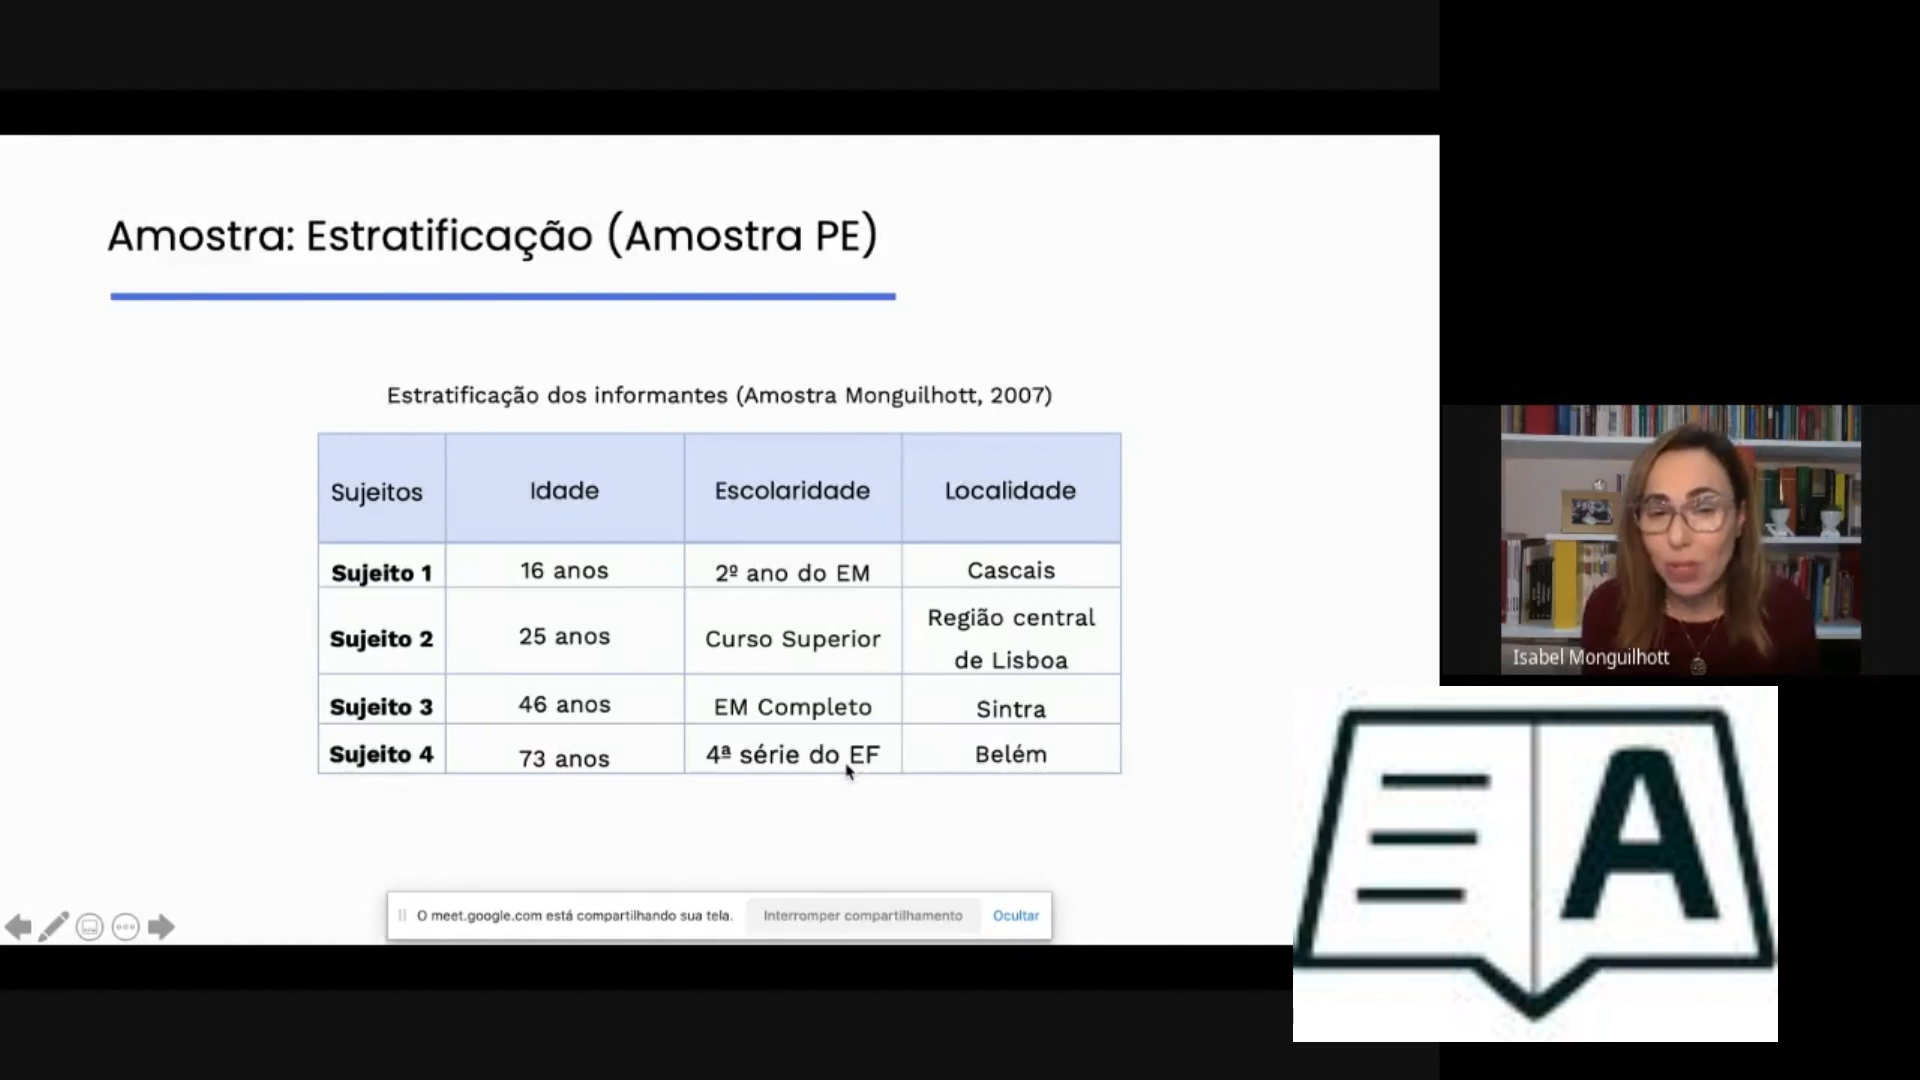 Amostra: Estratificação (Amostra PE)
Estratificação dos informantes (Amostra Monguilhott, 2007)
Sujeitos Idade Escolaridade Localidade
Sujeito 1 16 anos 2º ano do EM Cascais
Sujeito 2 25 anos Curso Superior Região central
de Lisboa
Sujeito 3 46 anos EM Completo Sintra
Sujeito 4 73 anos 4ª série do EF Belém
O meet.google.com está compartilhando sua tela. Interromper compartilhamento Ocultar
Isabel Monguilhott
A